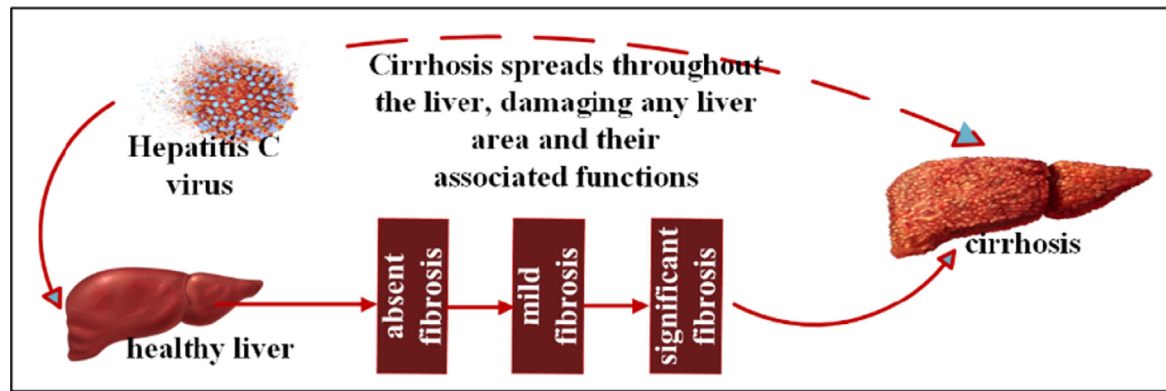 Cirrhosis spreads throughout
the liver, damaging any liver
area and their
associated functions
Hepatitis C
virus
healthy liver
absent
fibrosis
mild
fibrosis
significant
fibrosis
cirrhosis